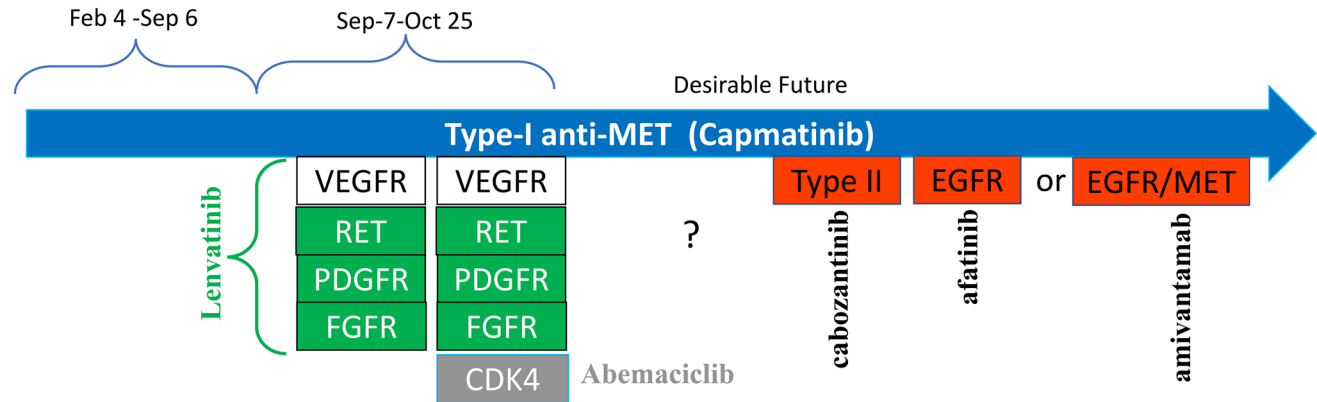 Feb 4 -Sep 6
Sep-7-Oct 25
Desirable Future
Type-I anti-MET (Capmatinib)
Lenvatinib
VEGFR
VEGFR
RET
RET
PDGFR
PDGFR
FGFR
FGFR
CDK4
Abemaciclib
?
Type II
EGFR
or
EGFR/MET
cabozantinib
afatinib
amivantamab